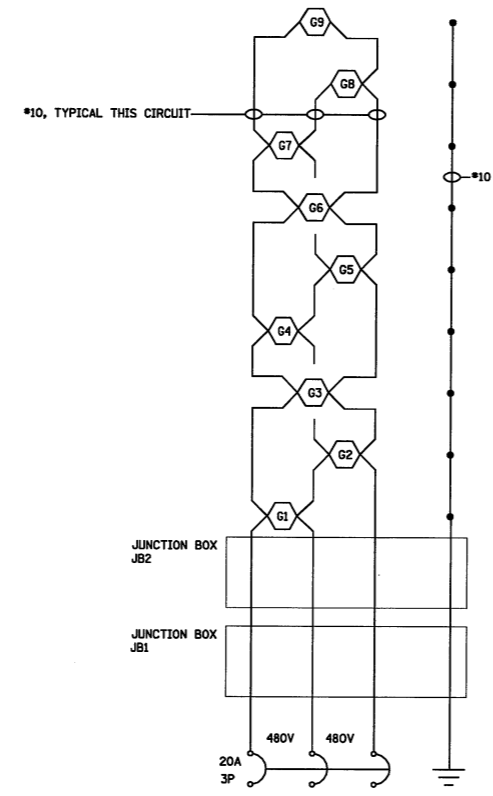 G9
G8
#10, TYPICAL THIS CIRCUIT
G7
#10
G6
G5
G4
G3
G2
G1
JUNCTION BOX
JB2
JUNCTION BOX
JB1
480V 480V
20A
3P